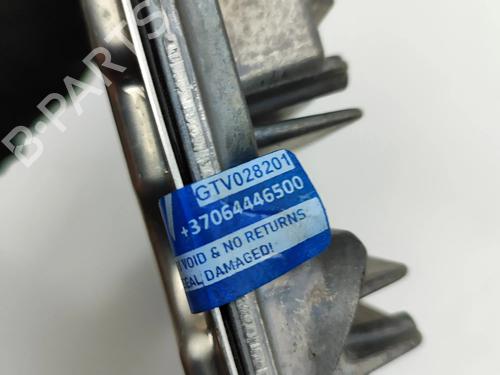 B-PARTS
GTV028201
+37064446500
VOID & NO RETURNS
SEAL DAMAGED!